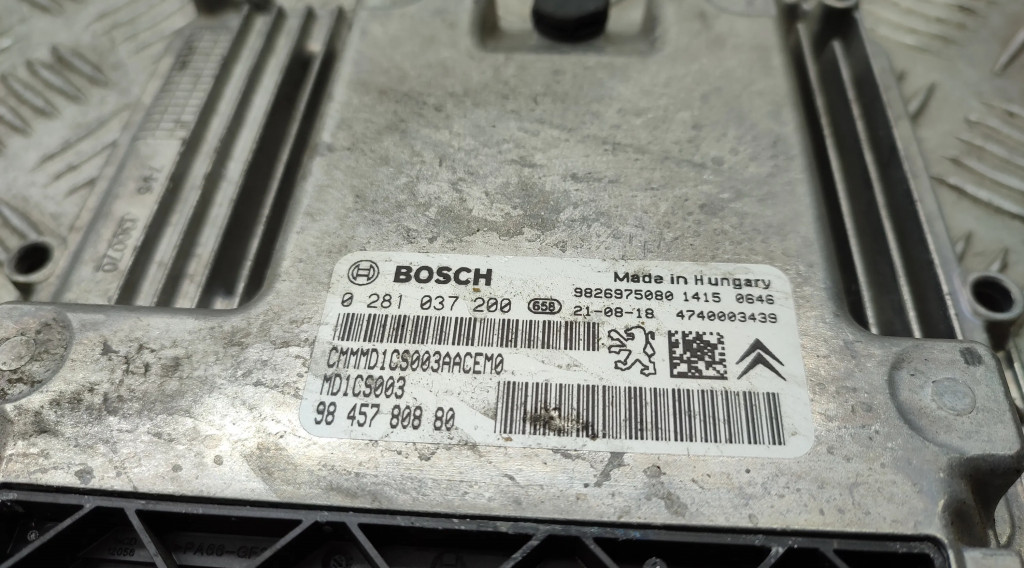 BOSCH
Made in Hungary
0 281 037 200 658
9826975080 1415 0646
21-08-18 4740003439
CMMMD1CS003AACEM0
MD1CS003
98 457 808 80